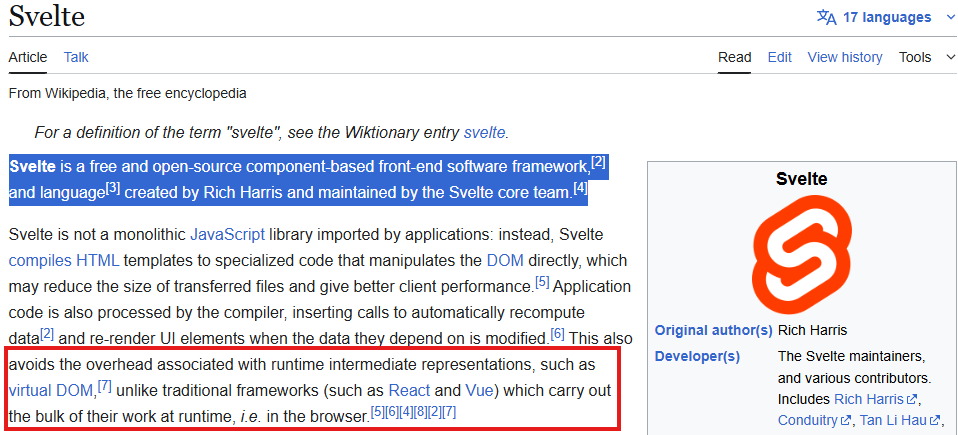 Svelte
17 languages
Article Talk
Read Edit View history Tools
From Wikipedia, the free encyclopedia
For a definition of the term "svelte", see the Wiktionary entry svelte.
Svelte is a free and open-source component-based front-end software framework,[2]
and language[3] created by Rich Harris and maintained by the Svelte core team.[4]
Svelte is not a monolithic JavaScript library imported by applications: instead, Svelte
compiles HTML templates to specialized code that manipulates the DOM directly, which
may reduce the size of transferred files and give better client performance.[5] Application
code is also processed by the compiler, inserting calls to automatically recompute
data[2] and re-render UI elements when the data they depend on is modified.[6] This also
avoids the overhead associated with runtime intermediate representations, such as
virtual DOM,[7] unlike traditional frameworks (such as React and Vue) which carry out
the bulk of their work at runtime, i.e. in the browser.[5][6][4][8][2][7]
Svelte
Original author(s) Rich Harris
Developer(s) The Svelte maintainers,
and various contributors.
Includes Rich Harris,
Conduitry, Tan Li Hau,